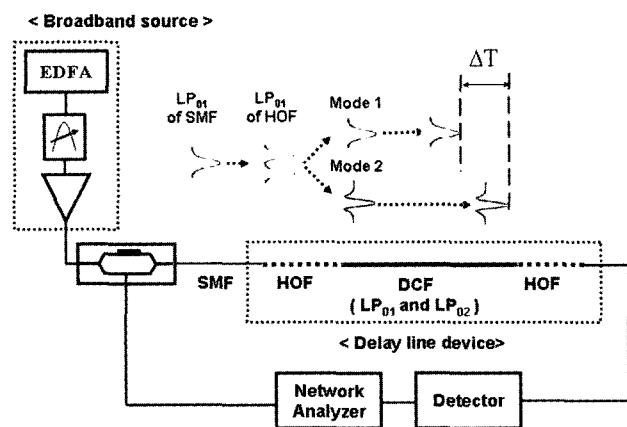 < Broadband source >
EDFA
ΔT
LP01 of SMF
LP01 of HOF
Mode 1
Mode 2
SMF
HOF
DCF
HOF
( LP01 and LP02 )
< Delay line device>
Network Analyzer
Detector